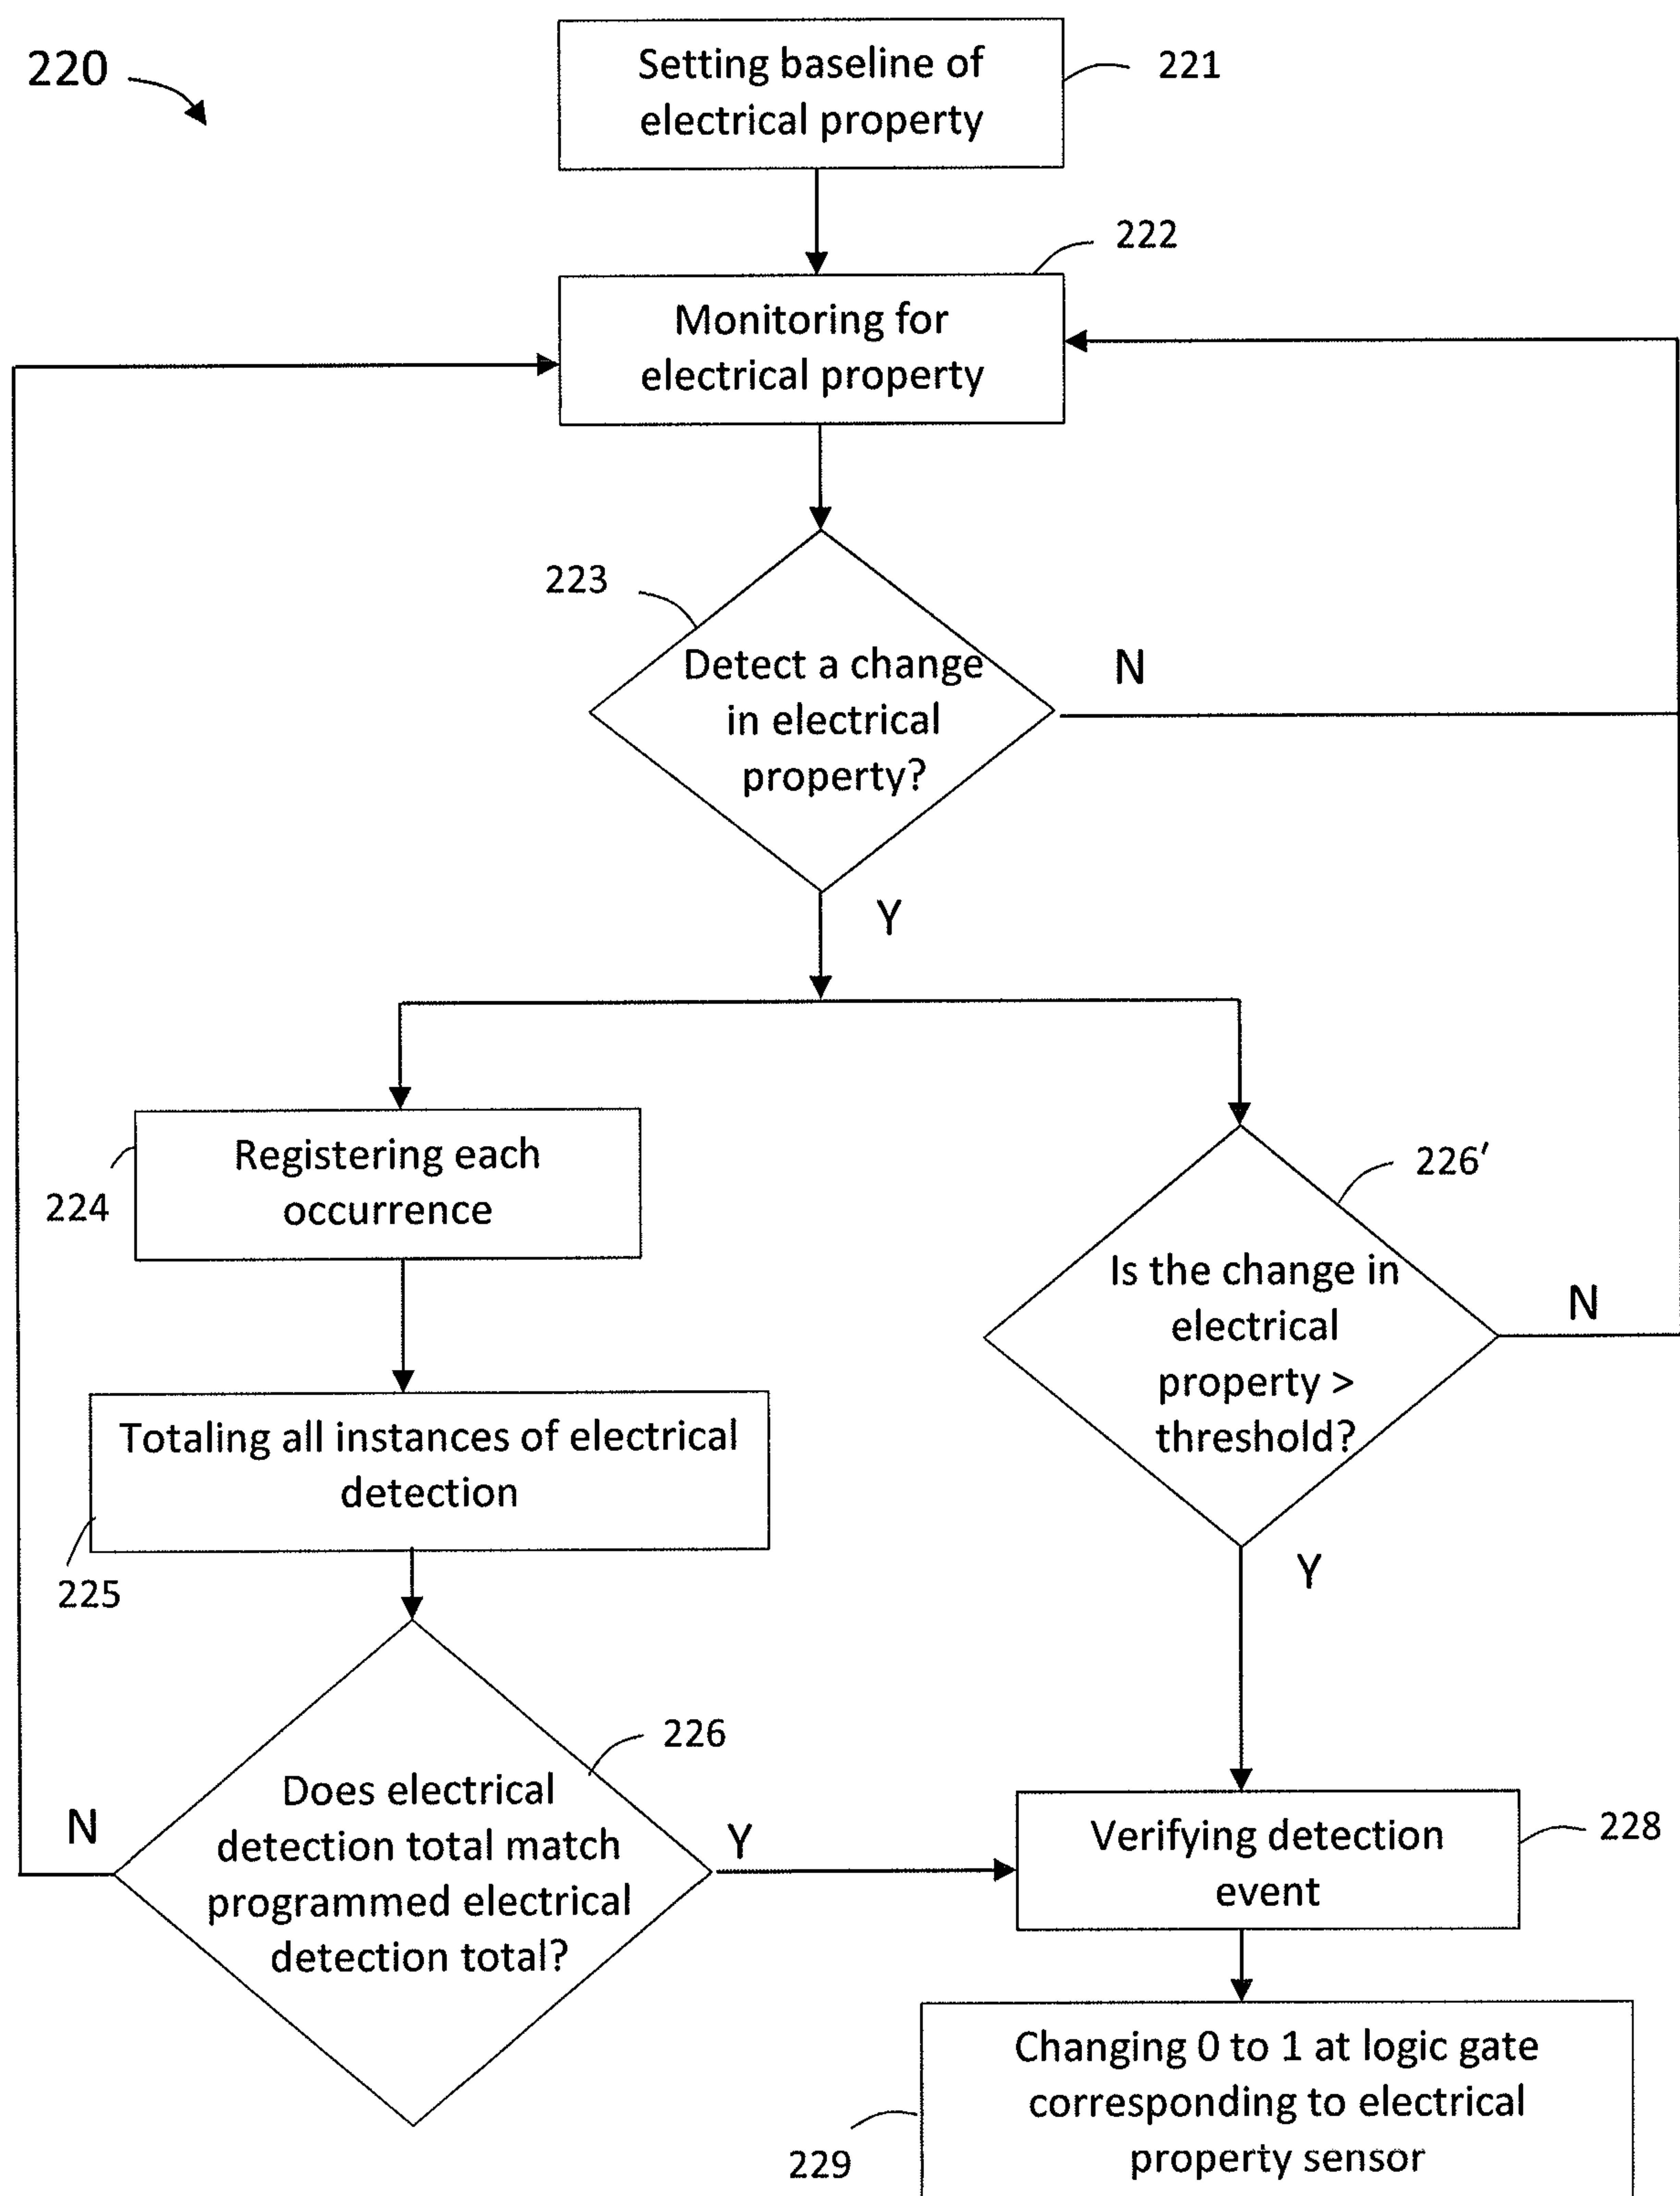 220
Setting baseline of
electrical property
221
222
Monitoring for
electrical property
223
Detect a change
in electrical
property?
N
Y
Registering each
occurrence
224
226'
Is the change in
electrical
property >
threshold?
N
Y
Totaling all instances of electrical
detection
225
226
Does electrical
detection total match
programmed electrical
detection total?
N
Y
Verifying detection
event
228
Changing 0 to 1 at logic gate
corresponding to electrical
property sensor
229